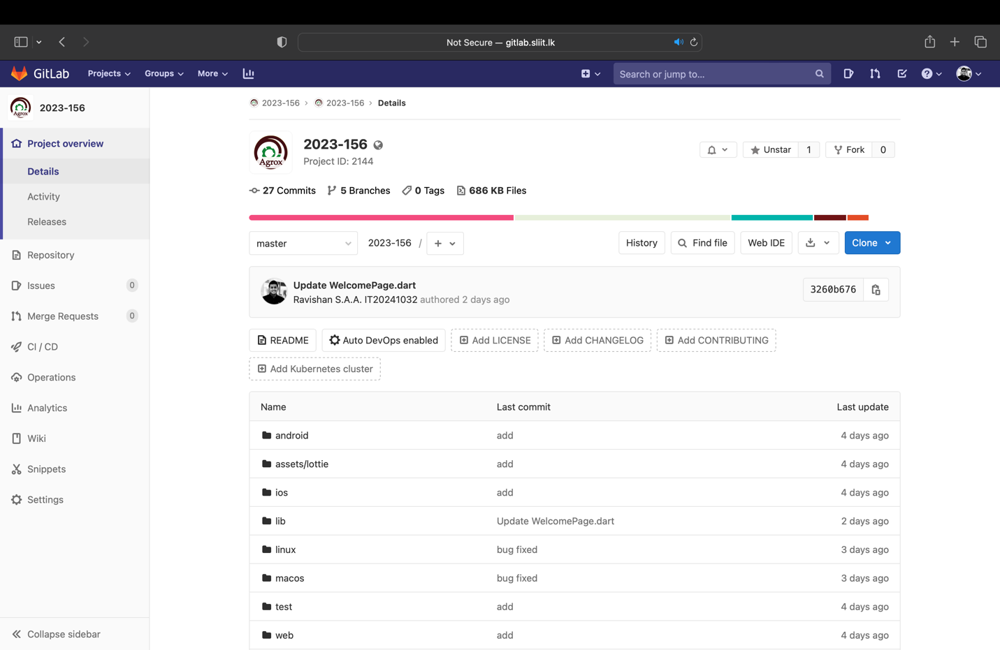 Not Secure — gitlab.sliit.lk
GitLab
Projects
Groups
More
Search or jump to...
Agrox
2023-156
Project overview
Details
Activity
Releases
Repository
Issues
0
Merge Requests
0
CI / CD
Operations
Analytics
Wiki
Snippets
Settings
Collapse sidebar
2023-156 › 2023-156 › Details
Agrox
2023-156
Project ID: 2144
Unstar
1
Fork
0
27 Commits
5 Branches
0 Tags
686 KB Files
master
2023-156 /
History
Find file
Web IDE
Clone
Update WelcomePage.dart
Ravishan S.A.A. IT20241032 authored 2 days ago
3260b676
README
Auto DevOps enabled
Add LICENSE
Add CHANGELOG
Add CONTRIBUTING
Add Kubernetes cluster
Name Last commit Last update
android add 4 days ago
assets/lottie add 4 days ago
ios add 4 days ago
lib Update WelcomePage.dart 2 days ago
linux bug fixed 3 days ago
macos bug fixed 3 days ago
test add 4 days ago
web add 4 days ago